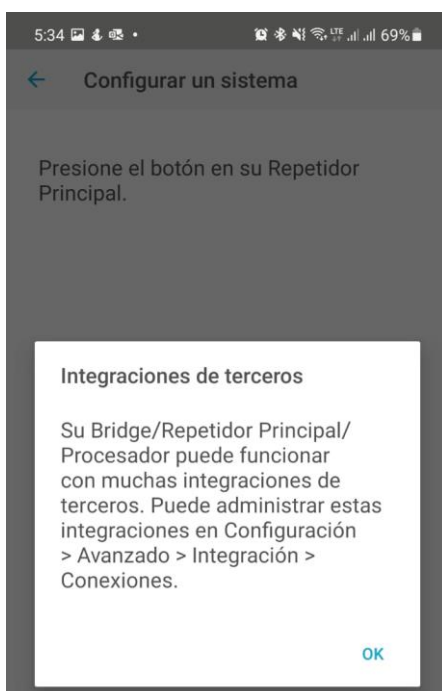 5:34
LTE
69%
Configurar un sistema
Presione el botón en su Repetidor
Principal.
Integraciones de terceros
Su Bridge/Repetidor Principal/
Procesador puede funcionar
con muchas integraciones de
terceros. Puede administrar estas
integraciones en Configuración
> Avanzado > Integración >
Conexiones.
OK